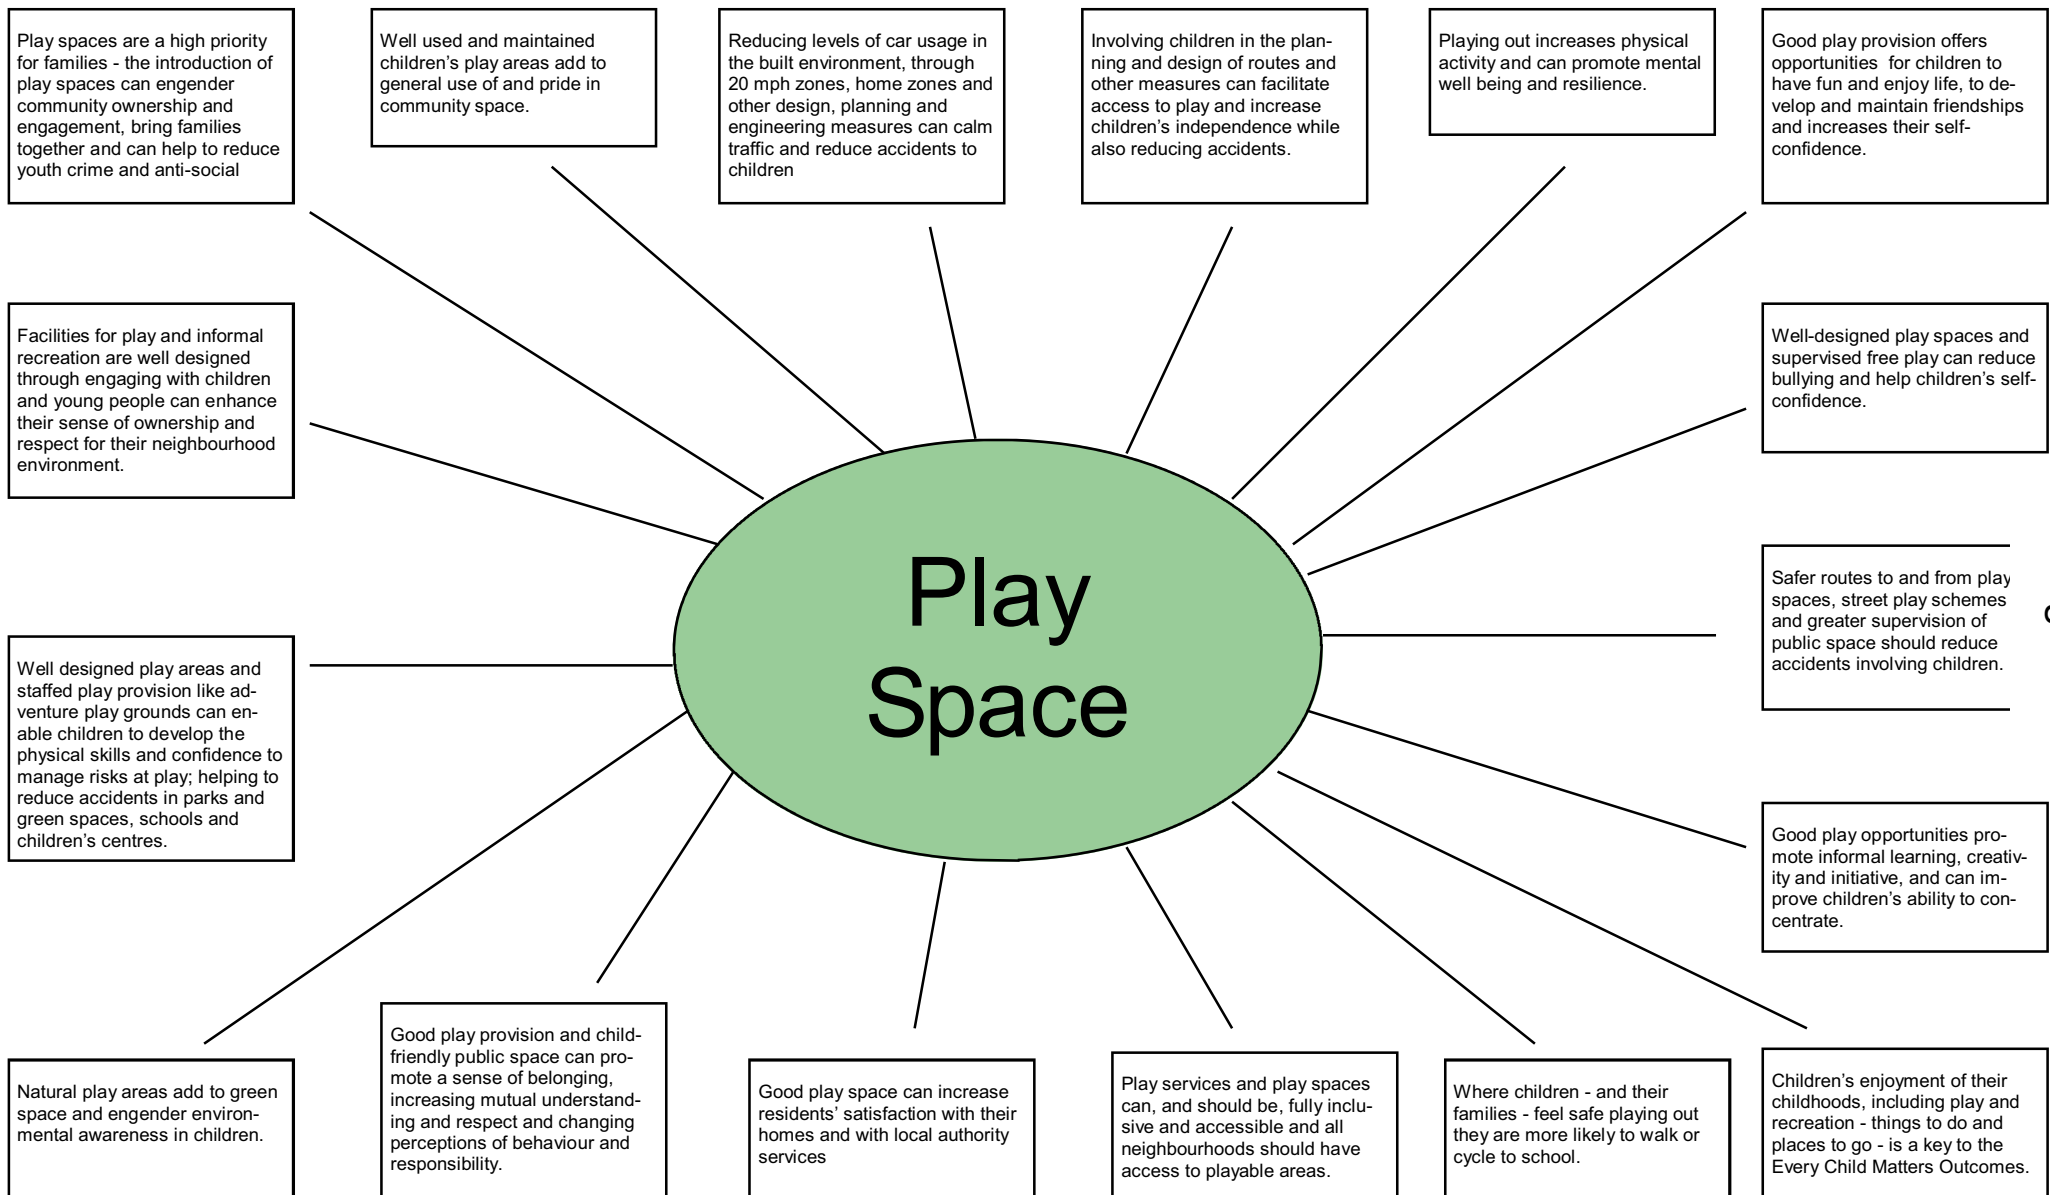 Play spaces are a high priority
for families - the introduction of
play spaces can engender
community ownership and
engagement, bring families
together and can help to reduce
youth crime and anti-social
Well used and maintained
children's play areas add to
general use of and pride in
community space.
Reducing levels of car usage in
the built environment, through
20 mph zones, home zones and
other design, planning and
engineering measures can calm
traffic and reduce accidents to
children
Involving children in the plan-
ning and design of routes and
other measures can facilitate
access to play and increase
children's independence while
also reducing accidents.
Playing out increases physical
activity and can promote mental
well being and resilience.
Good play provision offers
opportunities  for children to
have fun and enjoy life, to de-
velop and maintain friendships
and increases their self-
confidence.
Facilities for play and informal
recreation are well designed
through engaging with children
and young people can enhance
their sense of ownership and
respect for their neighbourhood
environment.
Well-designed play spaces and
supervised free play can reduce
bullying and help children's self-
confidence.
Play
Space
Safer routes to and from play
spaces, street play schemes
and greater supervision of
public space should reduce
accidents involving children.
Well designed play areas and
staffed play provision like ad-
venture play grounds can en-
able children to develop the
physical skills and confidence to
manage risks at play; helping to
reduce accidents in parks and
green spaces, schools and
children's centres.
Good play opportunities pro-
mote informal learning, creativ-
ity and initiative, and can im-
prove children's ability to con-
centrate.
Natural play areas add to green
space and engender environ-
mental awareness in children.
Good play provision and child-
friendly public space can pro-
mote a sense of belonging,
increasing mutual understand-
ing and respect and changing
perceptions of behaviour and
responsibility.
Good play space can increase
residents' satisfaction with their
homes and with local authority
services
Play services and play spaces
can, and should be, fully inclu-
sive and accessible and all
neighbourhoods should have
access to playable areas.
Where children - and their
families - feel safe playing out
they are more likely to walk or
cycle to school.
Children's enjoyment of their
childhoods, including play and
recreation - things to do and
places to go - is a key to the
Every Child Matters Outcomes.